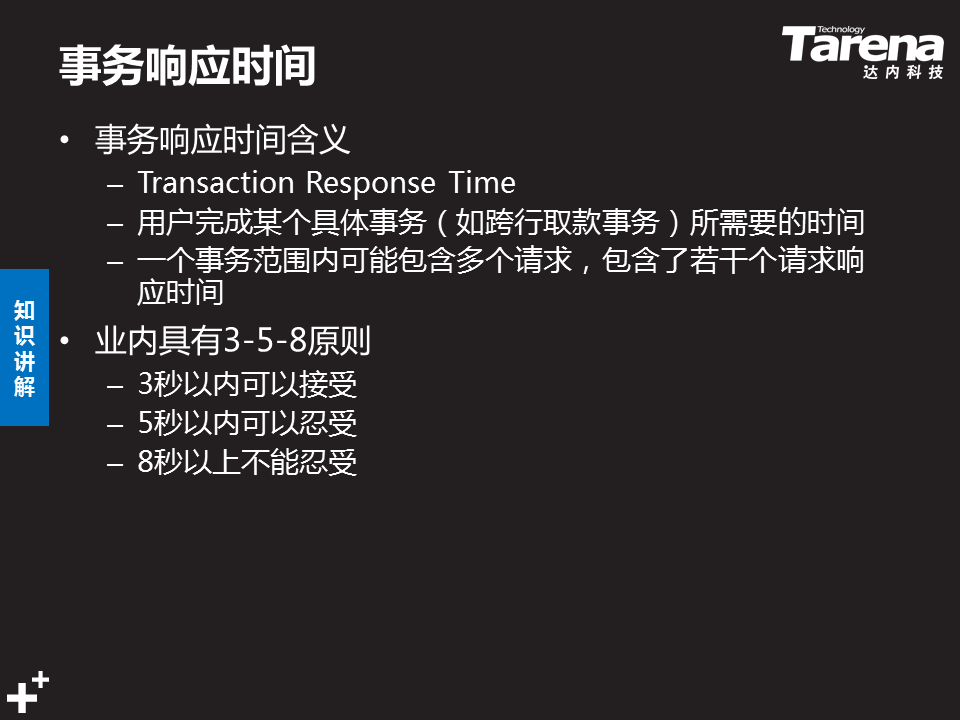 事务响应时间
Technology
Tarena
达内科技
• 事务响应时间含义
– Transaction Response Time
– 用户完成某个具体事务（如跨行取款事务）所需要的时间
– 一个事务范围内可能包含多个请求，包含了若干个请求响
应时间
知识讲解
• 业内具有3-5-8原则
– 3秒以内可以接受
– 5秒以内可以忍受
– 8秒以上不能忍受